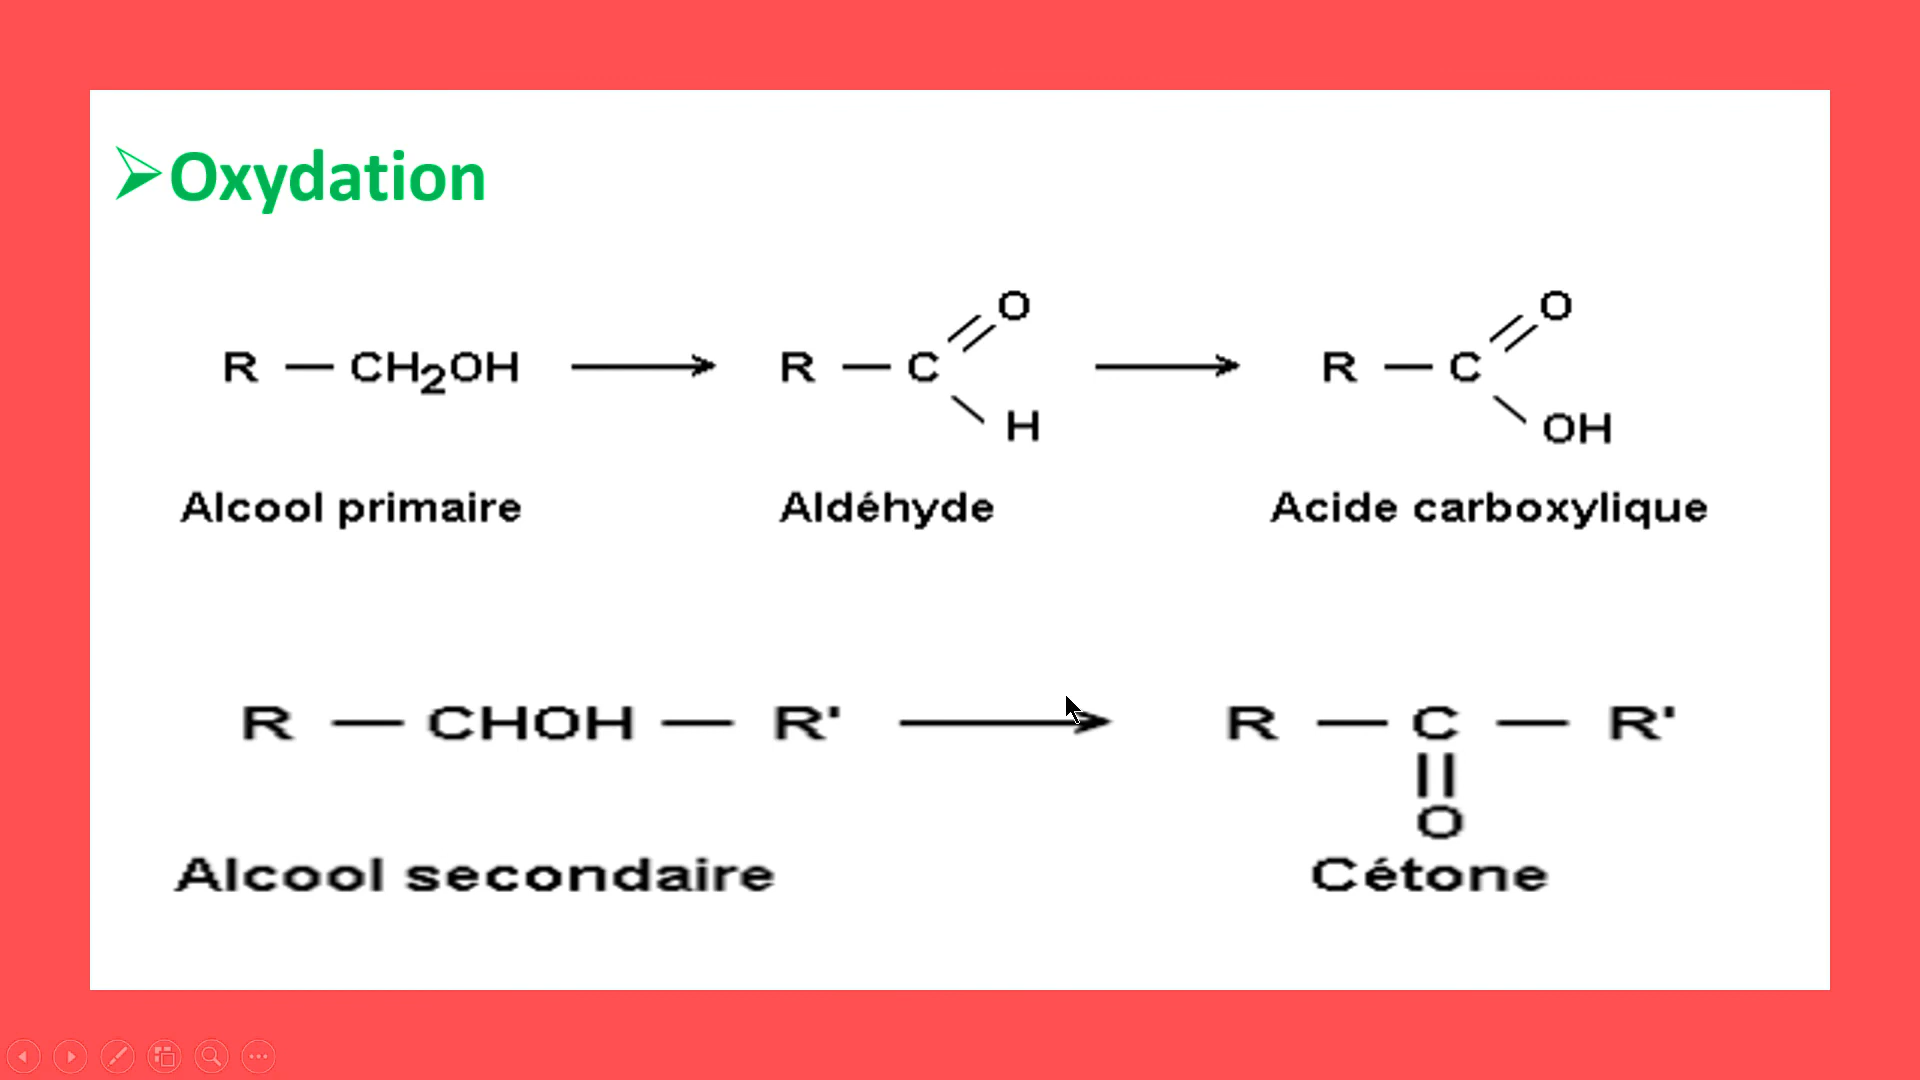 ➢Oxydation
R — CH₂OH ⟶ R — C
O
H
R — C
O
OH
Alcool primaire Aldéhyde Acide carboxylique
R — CHOH — R' ⟶ R — C — R'
O
Alcool secondaire Cétone